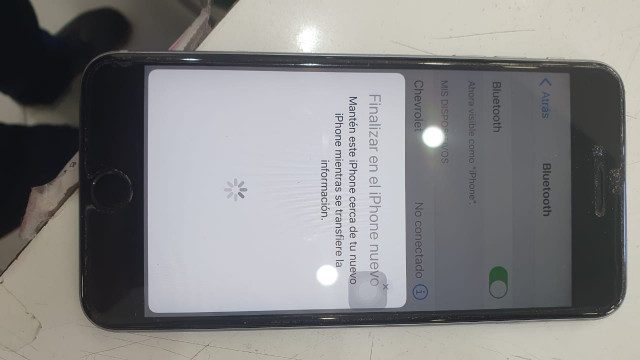 Atrás
Bluetooth
Bluetooth
Ahora visible como "iPhone"
MIS DISPOSITIVOS
Chevrolet No conectado
Finalizar en el iPhone nuevo
Mantén este iPhone cerca de tu nuevo
iPhone mientras se transfiere la
información.